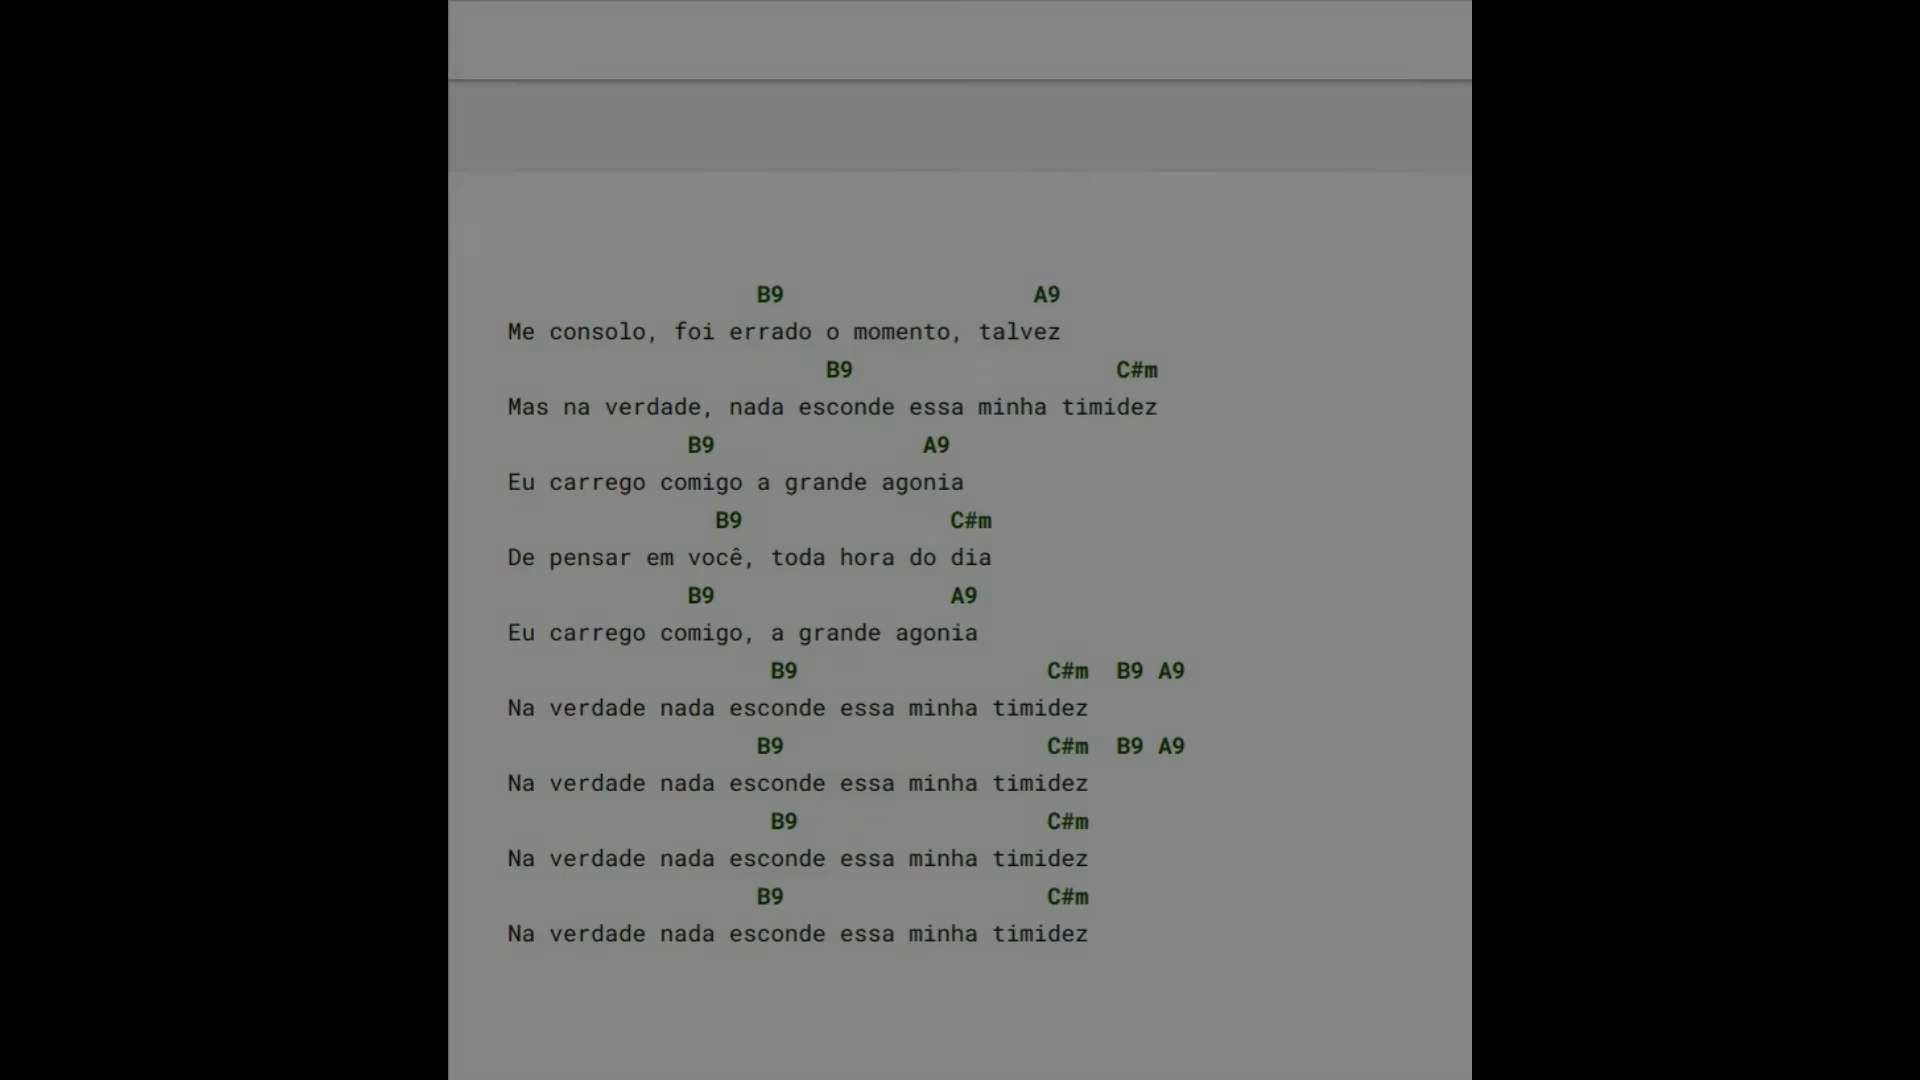 B9 A9
Me consolo, foi errado o momento, talvez
B9 C#m
Mas na verdade, nada esconde essa minha timidez
B9 A9
Eu carrego comigo a grande agonia
B9 C#m
De pensar em você, toda hora do dia
B9 A9
Eu carrego comigo, a grande agonia
B9 C#m B9 A9
Na verdade nada esconde essa minha timidez
B9 C#m B9 A9
Na verdade nada esconde essa minha timidez
B9 C#m
Na verdade nada esconde essa minha timidez
B9 C#m
Na verdade nada esconde essa minha timidez